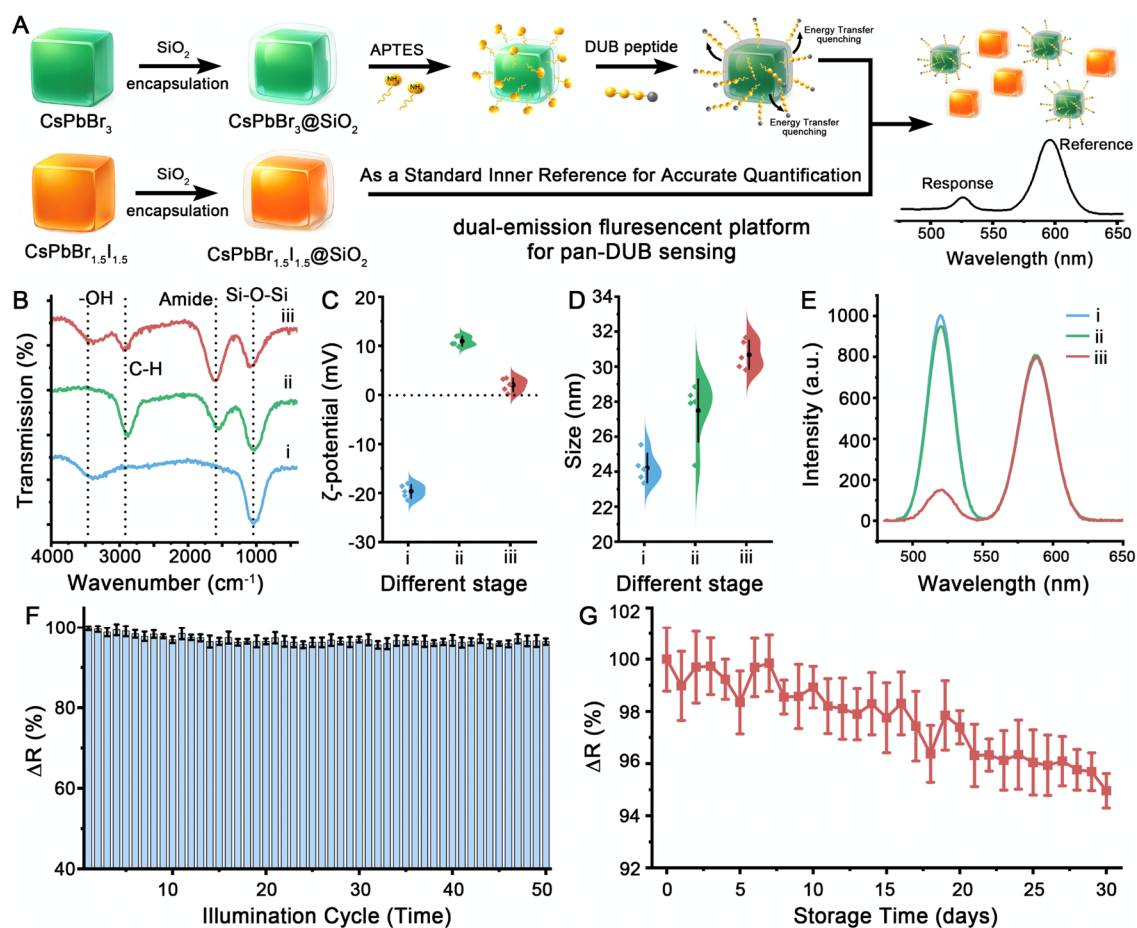 A
SiO2
encapsulation
CsPbBr3
CsPbBr3@SiO2
APTES
NH2
NH2
DUB peptide
Energy Transfer
quenching
Energy Transfer
quenching
SiO2
encapsulation
CsPbBr1.5I1.5
CsPbBr1.5I1.5@SiO2
As a Standard Inner Reference for Accurate Quantification
dual-emission fluresencent platform
for pan-DUB sensing
Response
Reference
500 550 600 650
Wavelength (nm)
B
-OH
Amide
Si-O-Si
C-H
iii
ii
i
Transmission (%)
4000 3000 2000 1000
Wavenumber (cm-1)
C
20
10
0
-10
-20
-30
ζ-potential (mV)
i ii iii
Different stage
D
34
32
30
28
26
24
22
20
Size (nm)
i ii iii
Different stage
E
i
ii
iii
1000
800
600
400
200
0
Intensity (a.u.)
500 550 600 650
Wavelength (nm)
F
100
80
60
40
ΔR (%)
10 20 30 40 50
Illumination Cycle (Time)
G
102
100
98
96
94
92
ΔR (%)
0 5 10 15 20 25 30
Storage Time (days)